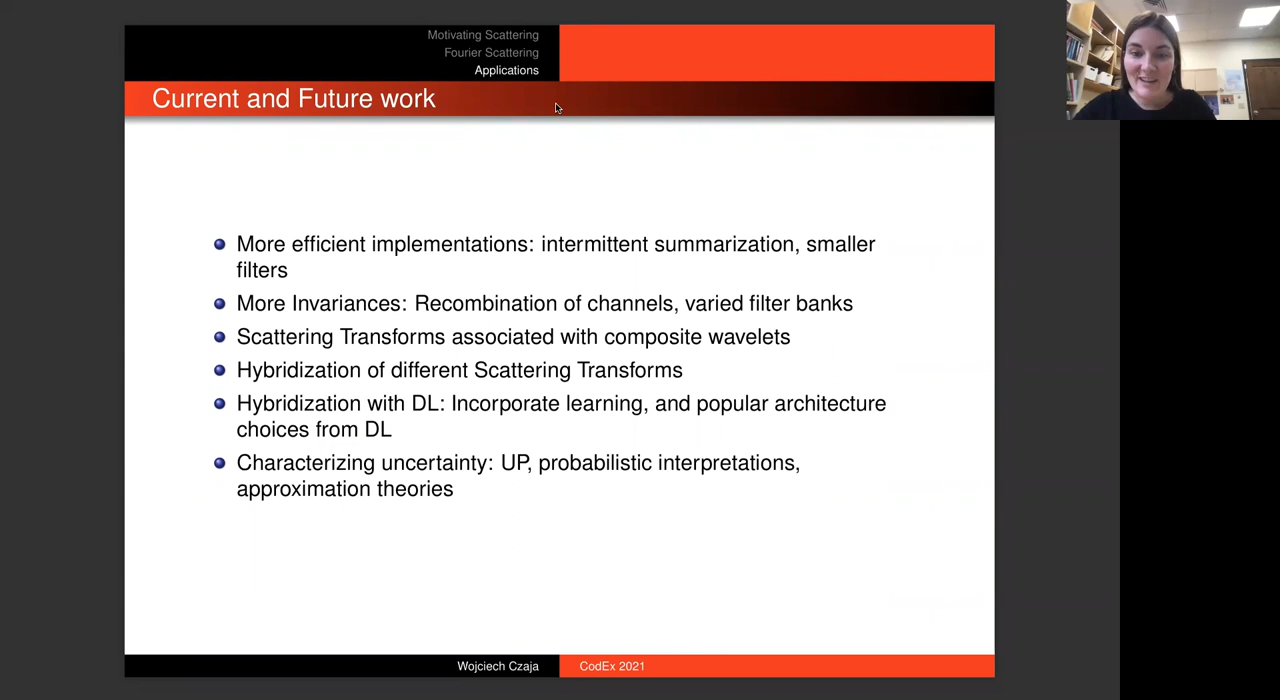 Motivating Scattering
Fourier Scattering
Applications
Current and Future work
More efficient implementations: intermittent summarization, smaller
filters
More Invariances: Recombination of channels, varied filter banks
Scattering Transforms associated with composite wavelets
Hybridization of different Scattering Transforms
Hybridization with DL: Incorporate learning, and popular architecture
choices from DL
Characterizing uncertainty: UP, probabilistic interpretations,
approximation theories
Wojciech Czaja
CodEx 2021